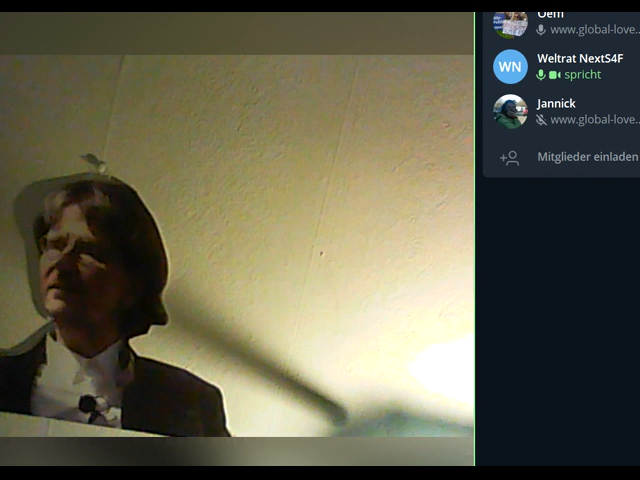 Oem
www.global-love...
WN
Weltrat NextS4F
spricht
Jannick
www.global-love...
Mitglieder einladen